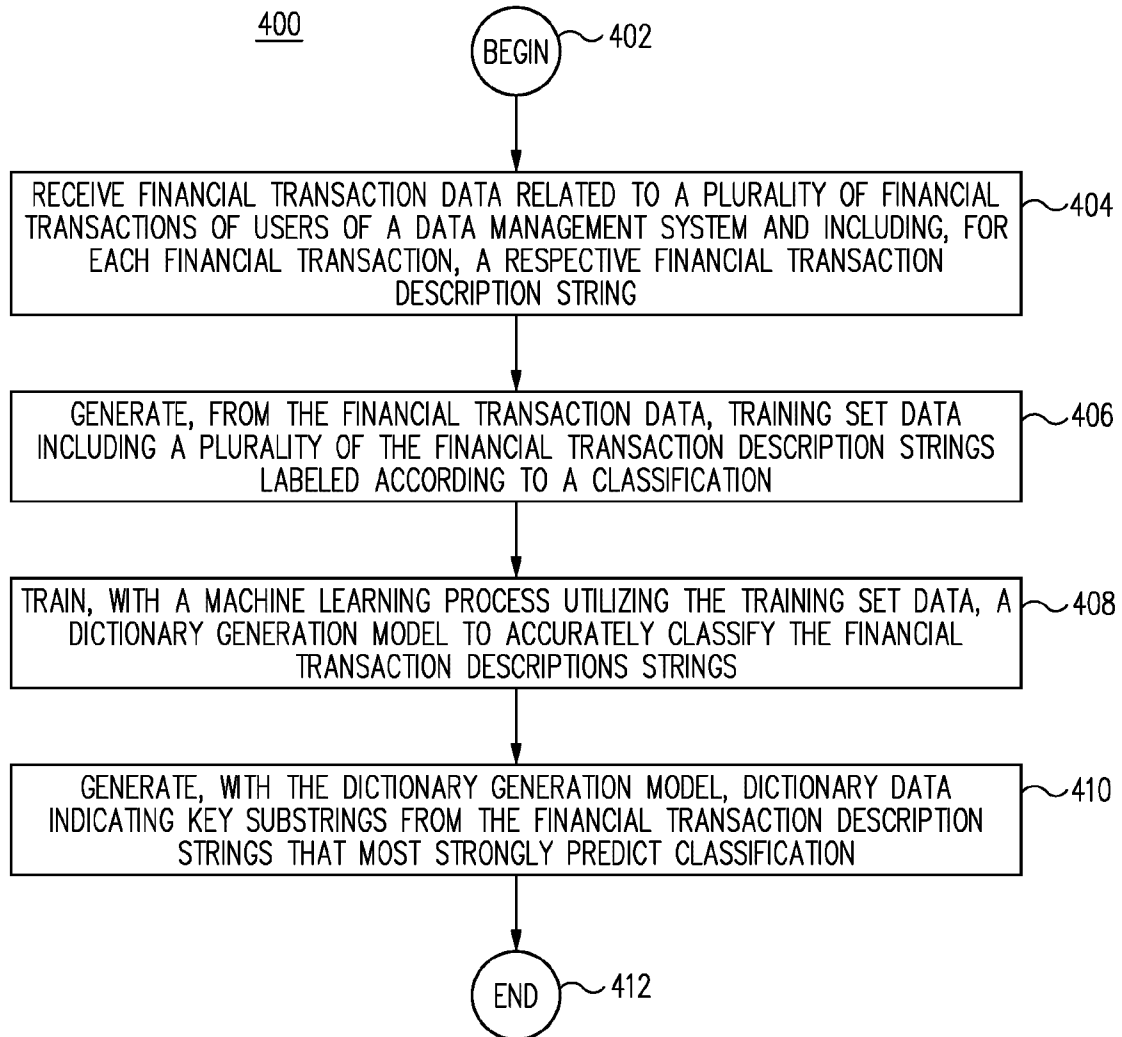 400
BEGIN
402
RECEIVE FINANCIAL TRANSACTION DATA RELATED TO A PLURALITY OF FINANCIAL
TRANSACTIONS OF USERS OF A DATA MANAGEMENT SYSTEM AND INCLUDING, FOR
EACH FINANCIAL TRANSACTION, A RESPECTIVE FINANCIAL TRANSACTION
DESCRIPTION STRING
404
GENERATE, FROM THE FINANCIAL TRANSACTION DATA, TRAINING SET DATA
INCLUDING A PLURALITY OF THE FINANCIAL TRANSACTION DESCRIPTION STRINGS
LABELED ACCORDING TO A CLASSIFICATION
406
TRAIN, WITH A MACHINE LEARNING PROCESS UTILIZING THE TRAINING SET DATA, A
DICTIONARY GENERATION MODEL TO ACCURATELY CLASSIFY THE FINANCIAL
TRANSACTION DESCRIPTIONS STRINGS
408
GENERATE, WITH THE DICTIONARY GENERATION MODEL, DICTIONARY DATA
INDICATING KEY SUBSTRINGS FROM THE FINANCIAL TRANSACTION DESCRIPTION
STRINGS THAT MOST STRONGLY PREDICT CLASSIFICATION
410
END
412